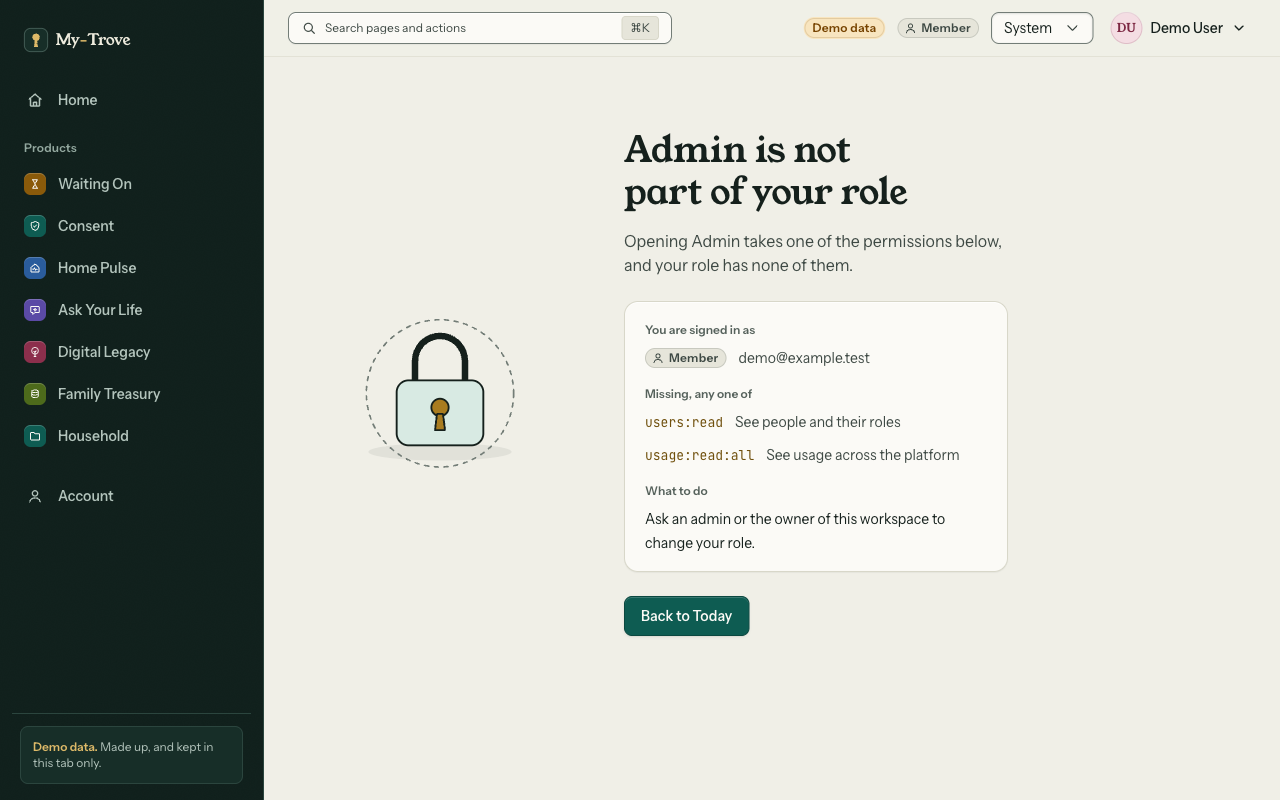 My-Trove
Home
Products
Waiting On
Consent
Home Pulse
Ask Your Life
Digital Legacy
Family Treasury
Household
Account
Demo data. Made up, and kept in
this tab only.
Search pages and actions
⌘K
Demo data
Member
System
DU
Demo User
Admin is not
part of your role
Opening Admin takes one of the permissions below,
and your role has none of them.
You are signed in as
Member demo@example.test
Missing, any one of
users:read See people and their roles
usage:read:all See usage across the platform
What to do
Ask an admin or the owner of this workspace to
change your role.
Back to Today